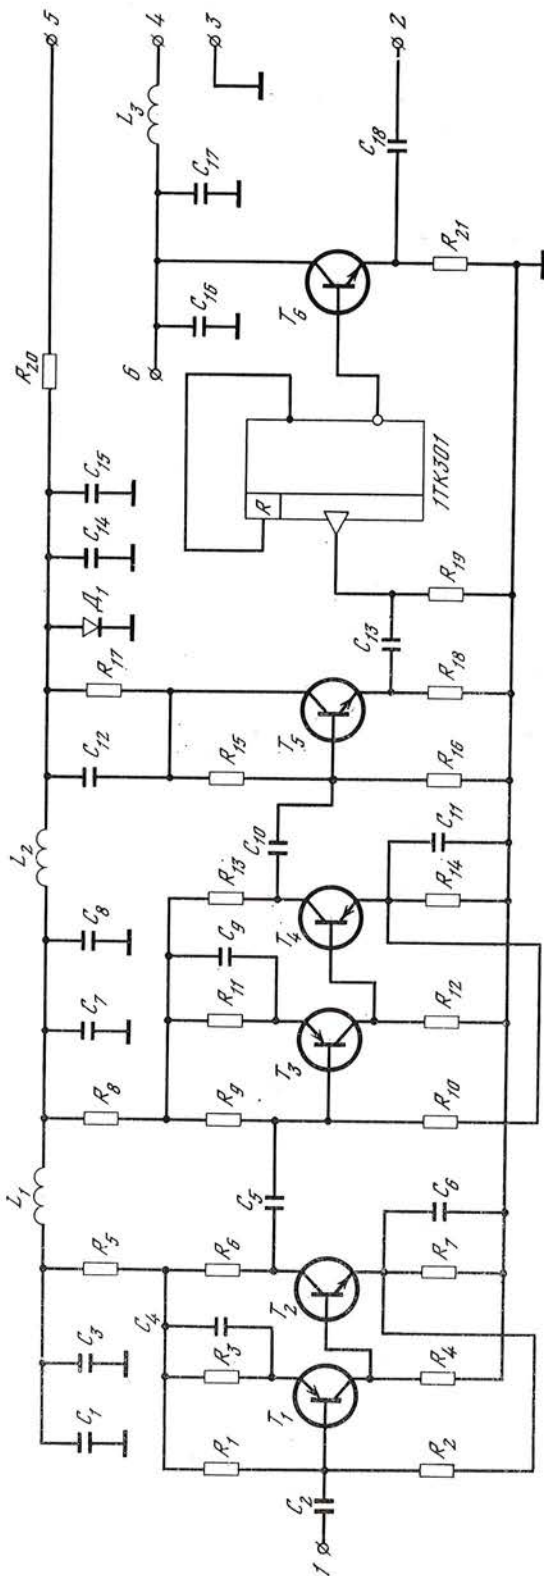 L₁
L₂
R₂₀
5
C₁
C₃
R₅
R₈
C₇
C₈
C₁₂
R₁₇
Д₁
C₁₄
C₁₅
6
C₁₆
C₁₇
L₃
4
3
R₁
R₃
C₄
R₆
C₅
R₉
R₁₁
C₉
R₁₃
C₁₀
R₁₅
R
T₁
T₂
T₃
T₄
T₅
T₆
1
C₂
R₂
R₄
R₇
C₆
R₁₀
R₁₂
R₁₄
C₁₁
R₁₆
R₁₈
C₁₃
R₁₉
1TK301
R₂₁
C₁₈
2